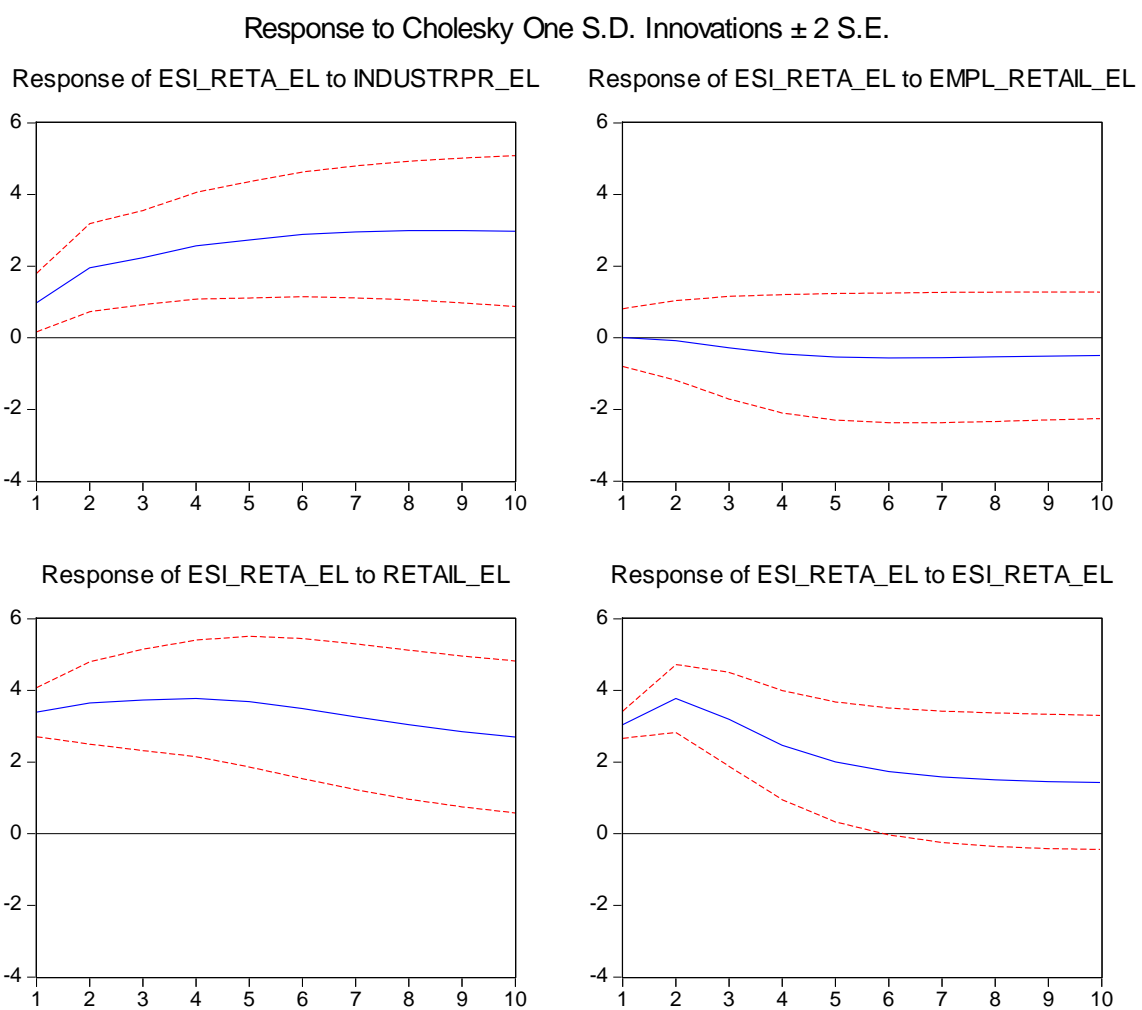 Response to Cholesky One S.D. Innovations ± 2 S.E.
Response of ESI_RETA_EL to INDUSTRPR_EL
6
4
2
0
-2
-4
1 2 3 4 5 6 7 8 9 10
Response of ESI_RETA_EL to EMPL_RETAIL_EL
6
4
2
0
-2
-4
1 2 3 4 5 6 7 8 9 10
Response of ESI_RETA_EL to RETAIL_EL
6
4
2
0
-2
-4
1 2 3 4 5 6 7 8 9 10
Response of ESI_RETA_EL to ESI_RETA_EL
6
4
2
0
-2
-4
1 2 3 4 5 6 7 8 9 10